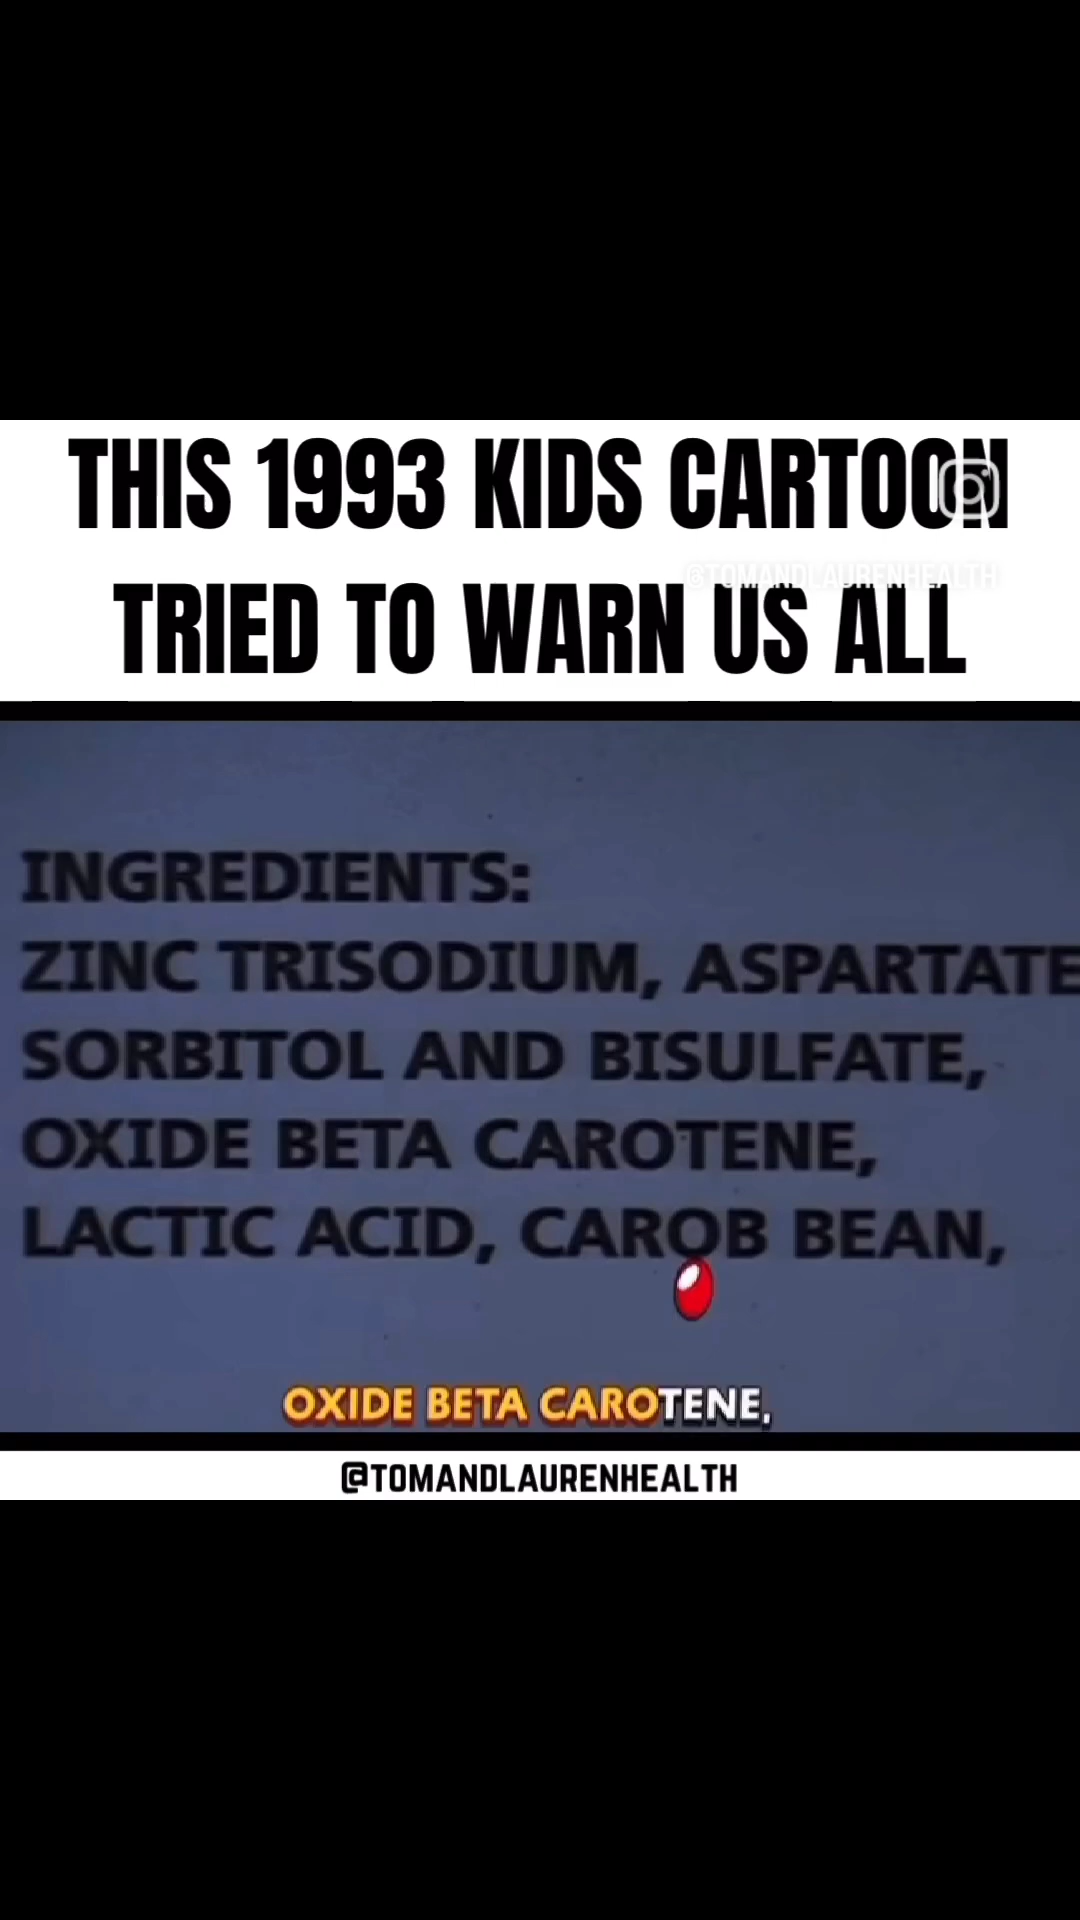 THIS 1993 KIDS CARTOON
@TOMANDLAURENHEALTH
TRIED TO WARN US ALL
INGREDIENTS:
ZINC TRISODIUM, ASPARTATE
SORBITOL AND BISULFATE,
OXIDE BETA CAROTENE,
LACTIC ACID, CAROB BEAN,
OXIDE BETA CAROTENE,
@TOMANDLAURENHEALTH